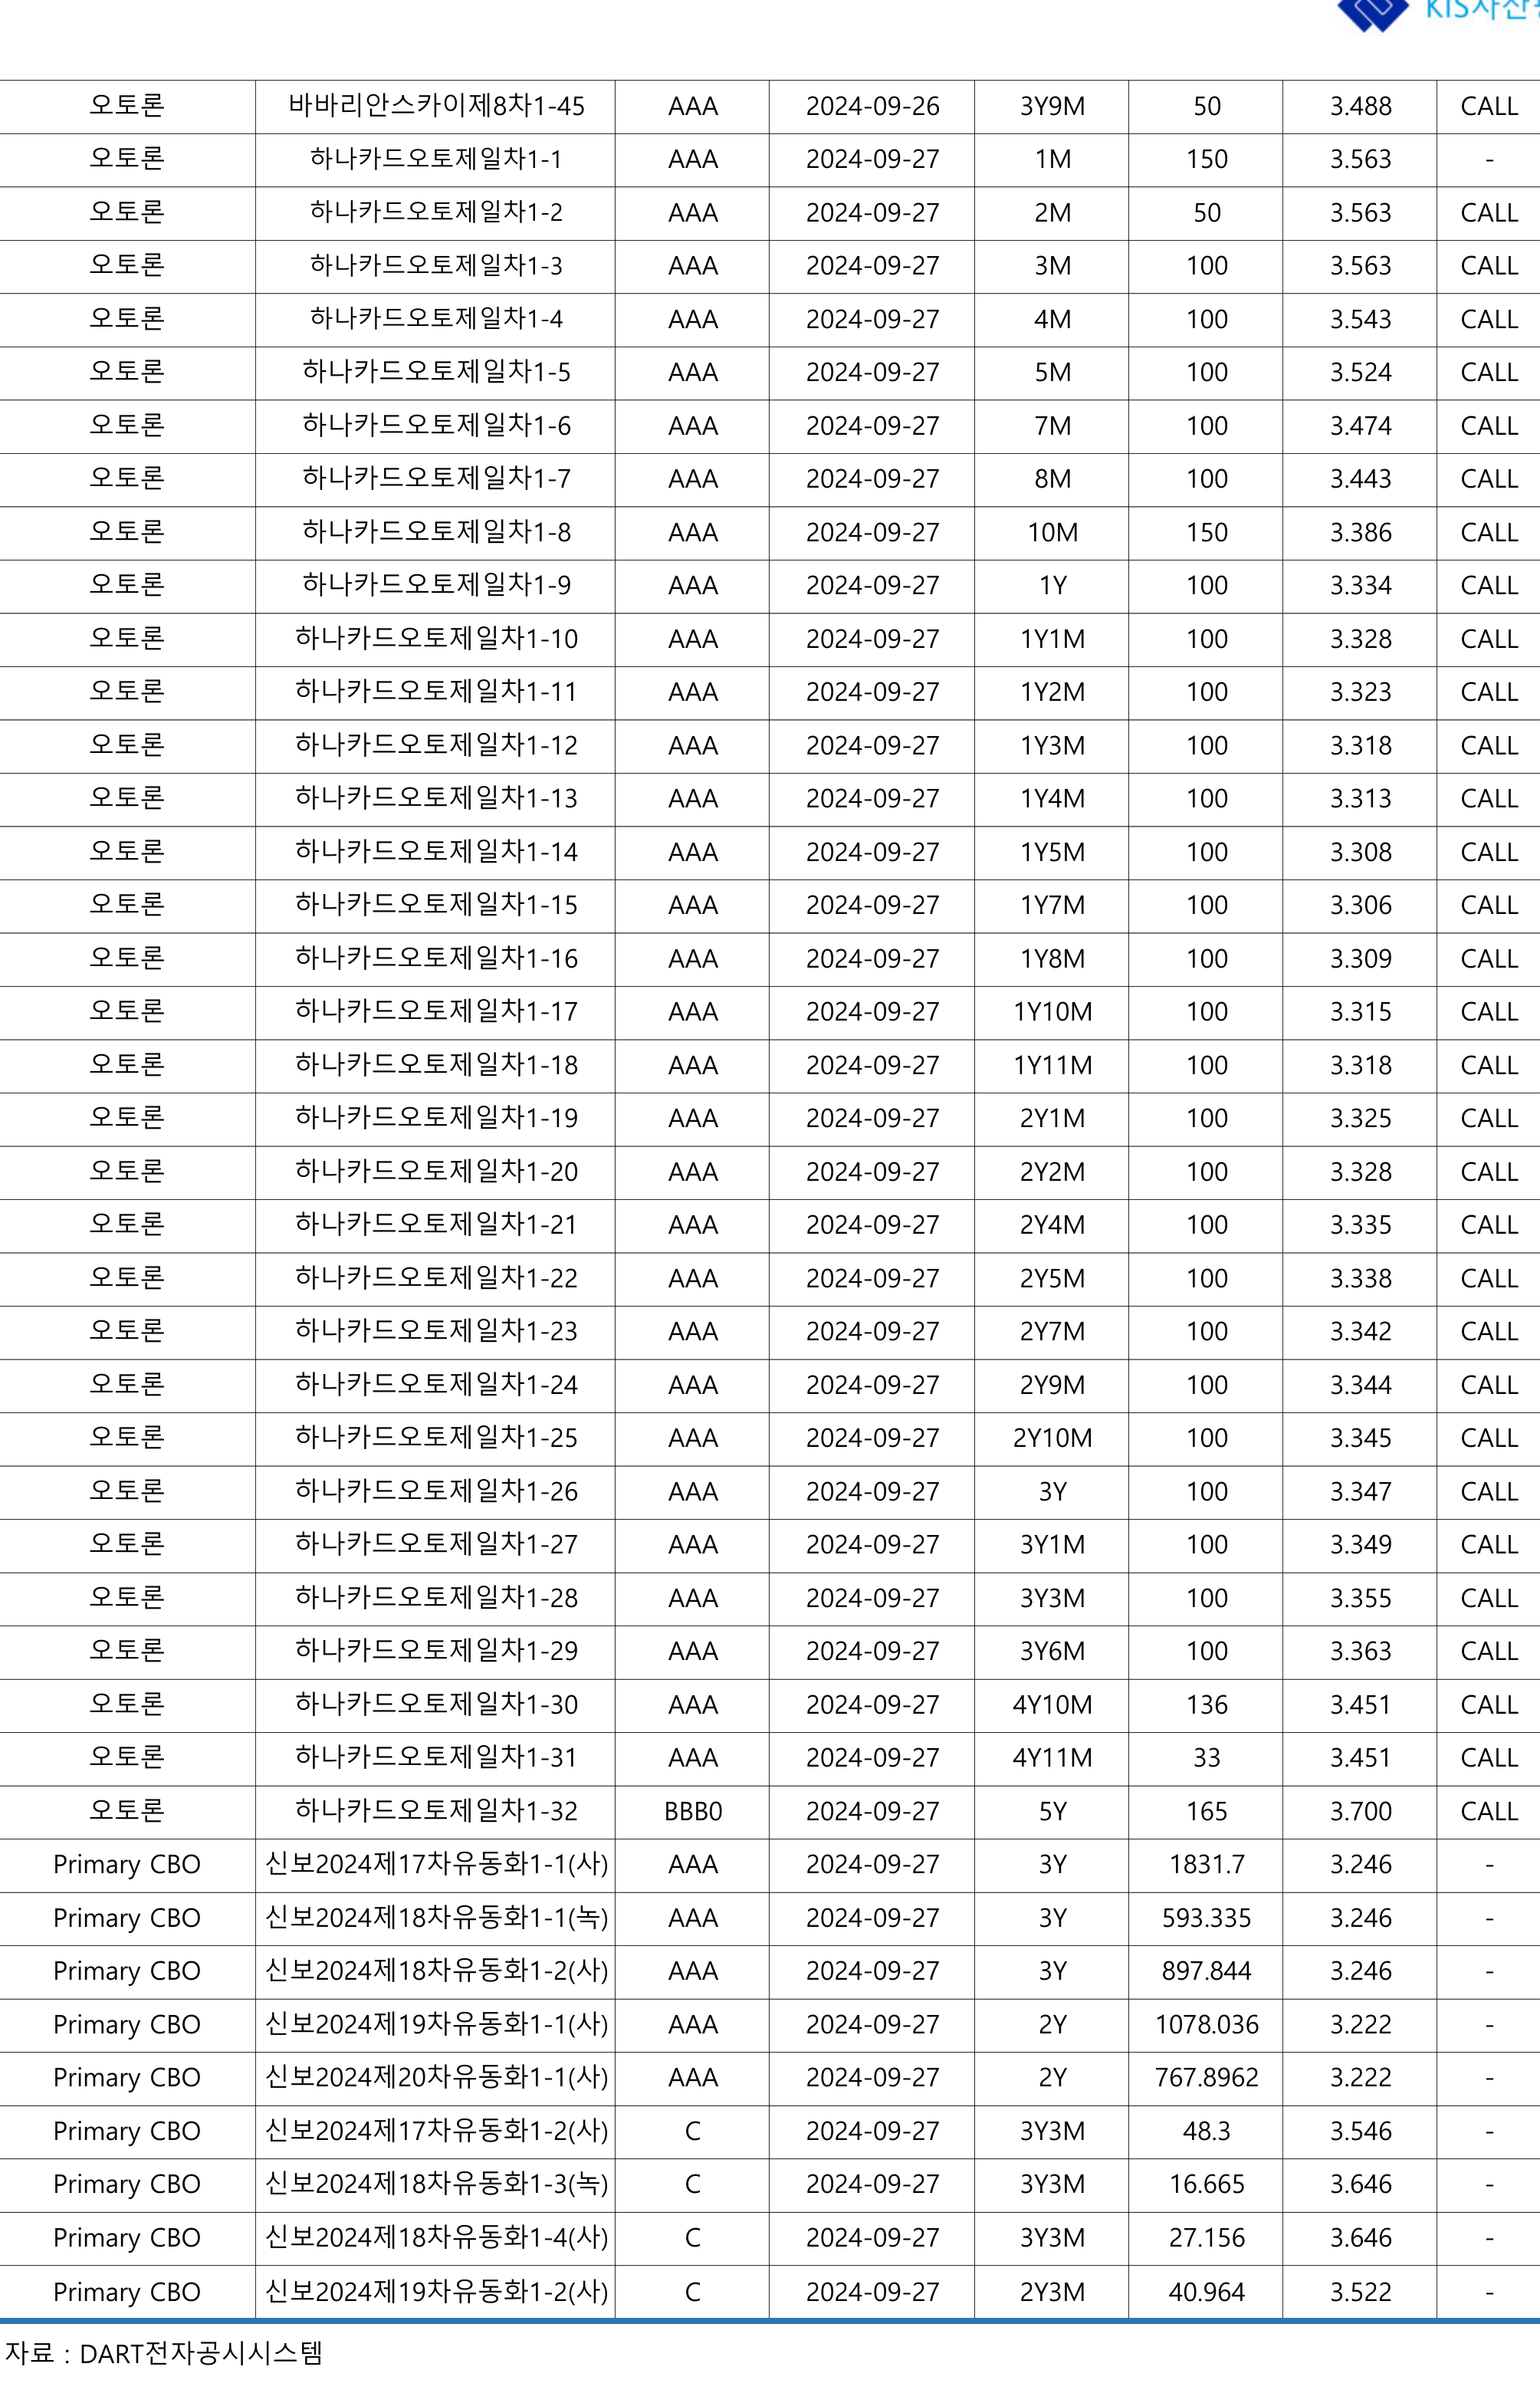 KIS자산
오토론 바바리안스카이제8차1-45 AAA 2024-09-26 3Y9M 50 3.488 CALL
오토론 하나카드오토제일차1-1 AAA 2024-09-27 1M 150 3.563 -
오토론 하나카드오토제일차1-2 AAA 2024-09-27 2M 50 3.563 CALL
오토론 하나카드오토제일차1-3 AAA 2024-09-27 3M 100 3.563 CALL
오토론 하나카드오토제일차1-4 AAA 2024-09-27 4M 100 3.543 CALL
오토론 하나카드오토제일차1-5 AAA 2024-09-27 5M 100 3.524 CALL
오토론 하나카드오토제일차1-6 AAA 2024-09-27 7M 100 3.474 CALL
오토론 하나카드오토제일차1-7 AAA 2024-09-27 8M 100 3.443 CALL
오토론 하나카드오토제일차1-8 AAA 2024-09-27 10M 150 3.386 CALL
오토론 하나카드오토제일차1-9 AAA 2024-09-27 1Y 100 3.334 CALL
오토론 하나카드오토제일차1-10 AAA 2024-09-27 1Y1M 100 3.328 CALL
오토론 하나카드오토제일차1-11 AAA 2024-09-27 1Y2M 100 3.323 CALL
오토론 하나카드오토제일차1-12 AAA 2024-09-27 1Y3M 100 3.318 CALL
오토론 하나카드오토제일차1-13 AAA 2024-09-27 1Y4M 100 3.313 CALL
오토론 하나카드오토제일차1-14 AAA 2024-09-27 1Y5M 100 3.308 CALL
오토론 하나카드오토제일차1-15 AAA 2024-09-27 1Y7M 100 3.306 CALL
오토론 하나카드오토제일차1-16 AAA 2024-09-27 1Y8M 100 3.309 CALL
오토론 하나카드오토제일차1-17 AAA 2024-09-27 1Y10M 100 3.315 CALL
오토론 하나카드오토제일차1-18 AAA 2024-09-27 1Y11M 100 3.318 CALL
오토론 하나카드오토제일차1-19 AAA 2024-09-27 2Y1M 100 3.325 CALL
오토론 하나카드오토제일차1-20 AAA 2024-09-27 2Y2M 100 3.328 CALL
오토론 하나카드오토제일차1-21 AAA 2024-09-27 2Y4M 100 3.335 CALL
오토론 하나카드오토제일차1-22 AAA 2024-09-27 2Y5M 100 3.338 CALL
오토론 하나카드오토제일차1-23 AAA 2024-09-27 2Y7M 100 3.342 CALL
오토론 하나카드오토제일차1-24 AAA 2024-09-27 2Y9M 100 3.344 CALL
오토론 하나카드오토제일차1-25 AAA 2024-09-27 2Y10M 100 3.345 CALL
오토론 하나카드오토제일차1-26 AAA 2024-09-27 3Y 100 3.347 CALL
오토론 하나카드오토제일차1-27 AAA 2024-09-27 3Y1M 100 3.349 CALL
오토론 하나카드오토제일차1-28 AAA 2024-09-27 3Y3M 100 3.355 CALL
오토론 하나카드오토제일차1-29 AAA 2024-09-27 3Y6M 100 3.363 CALL
오토론 하나카드오토제일차1-30 AAA 2024-09-27 4Y10M 136 3.451 CALL
오토론 하나카드오토제일차1-31 AAA 2024-09-27 4Y11M 33 3.451 CALL
오토론 하나카드오토제일차1-32 BBB0 2024-09-27 5Y 165 3.700 CALL
Primary CBO 신보2024제17차유동화1-1(사) AAA 2024-09-27 3Y 1831.7 3.246 -
Primary CBO 신보2024제18차유동화1-1(녹) AAA 2024-09-27 3Y 593.335 3.246 -
Primary CBO 신보2024제18차유동화1-2(사) AAA 2024-09-27 3Y 897.844 3.246 -
Primary CBO 신보2024제19차유동화1-1(사) AAA 2024-09-27 2Y 1078.036 3.222 -
Primary CBO 신보2024제20차유동화1-1(사) AAA 2024-09-27 2Y 767.8962 3.222 -
Primary CBO 신보2024제17차유동화1-2(사) C 2024-09-27 3Y3M 48.3 3.546 -
Primary CBO 신보2024제18차유동화1-3(녹) C 2024-09-27 3Y3M 16.665 3.646 -
Primary CBO 신보2024제18차유동화1-4(사) C 2024-09-27 3Y3M 27.156 3.646 -
Primary CBO 신보2024제19차유동화1-2(사) C 2024-09-27 2Y3M 40.964 3.522 -
자료 : DART전자공시시스템